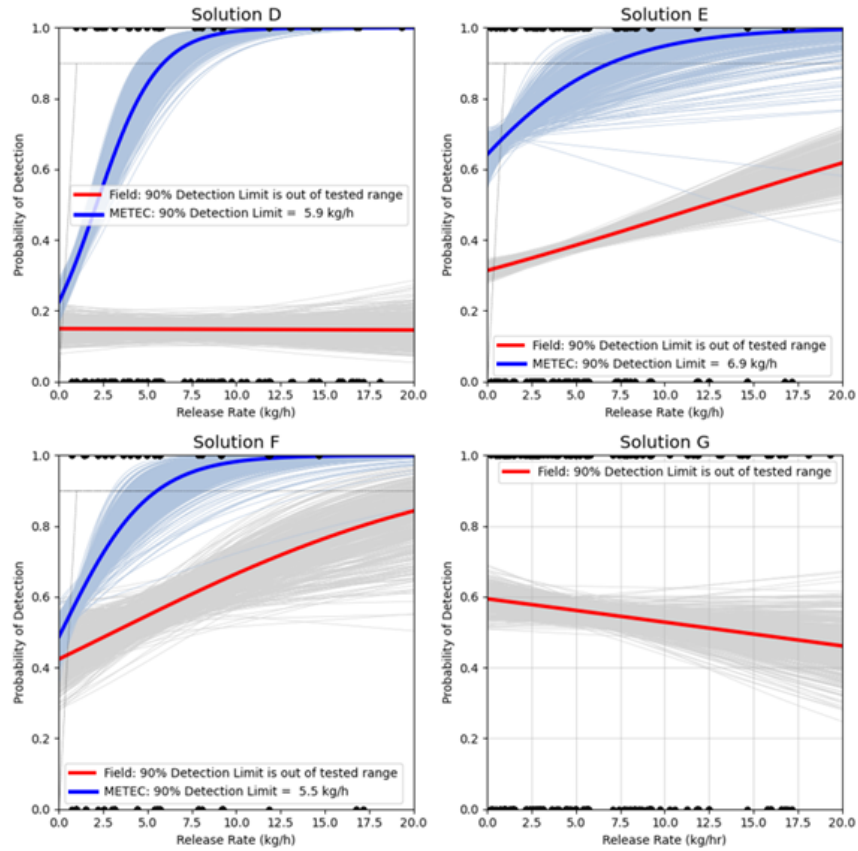 Solution D
1.0
0.8
0.6
0.4
0.2
0.0
Probability of Detection
Field: 90% Detection Limit is out of tested range
METEC: 90% Detection Limit = 5.9 kg/h
0.0 2.5 5.0 7.5 10.0 12.5 15.0 17.5 20.0
Release Rate (kg/h)
Solution E
1.0
0.8
0.6
0.4
0.2
0.0
Probability of Detection
Field: 90% Detection Limit is out of tested range
METEC: 90% Detection Limit = 6.9 kg/h
0.0 2.5 5.0 7.5 10.0 12.5 15.0 17.5 20.0
Release Rate (kg/h)
Solution F
1.0
0.8
0.6
0.4
0.2
0.0
Probability of Detection
Field: 90% Detection Limit is out of tested range
METEC: 90% Detection Limit = 5.5 kg/h
0.0 2.5 5.0 7.5 10.0 12.5 15.0 17.5 20.0
Release Rate (kg/h)
Solution G
1.0
0.8
0.6
0.4
0.2
0.0
Probability of Detection
Field: 90% Detection Limit is out of tested range
0.0 2.5 5.0 7.5 10.0 12.5 15.0 17.5 20.0
Release Rate (kg/hr)